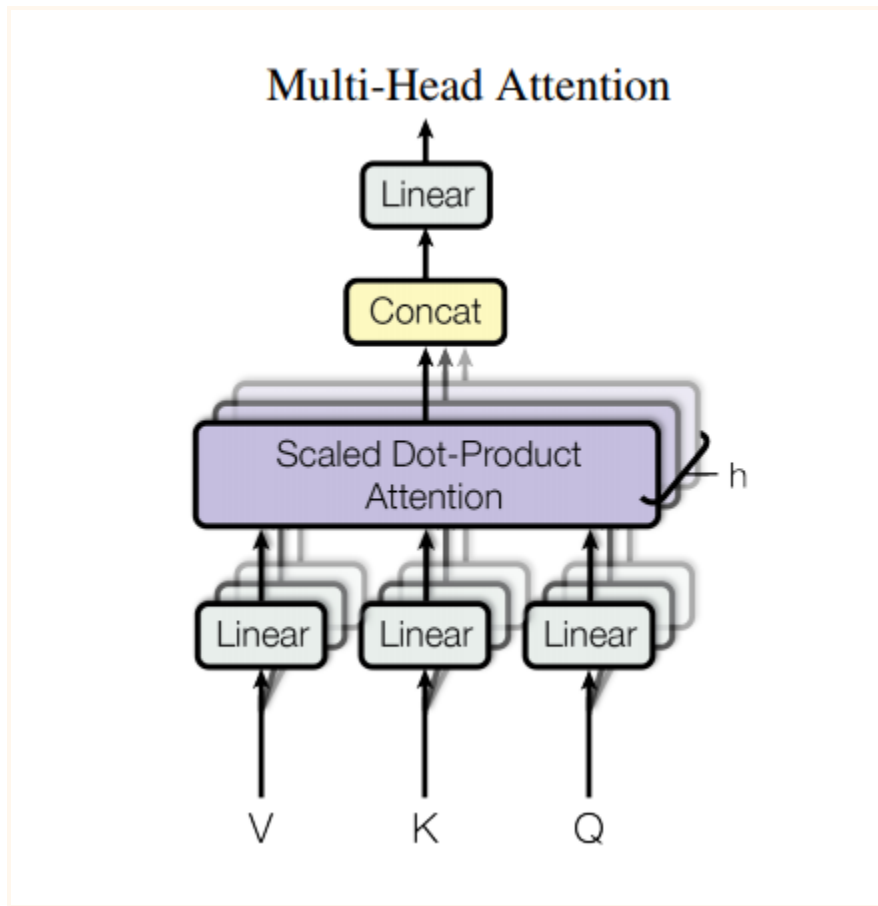 Multi-Head Attention
Linear
Concat
Scaled Dot-Product
Attention
h
Linear
Linear
Linear
V
K
Q